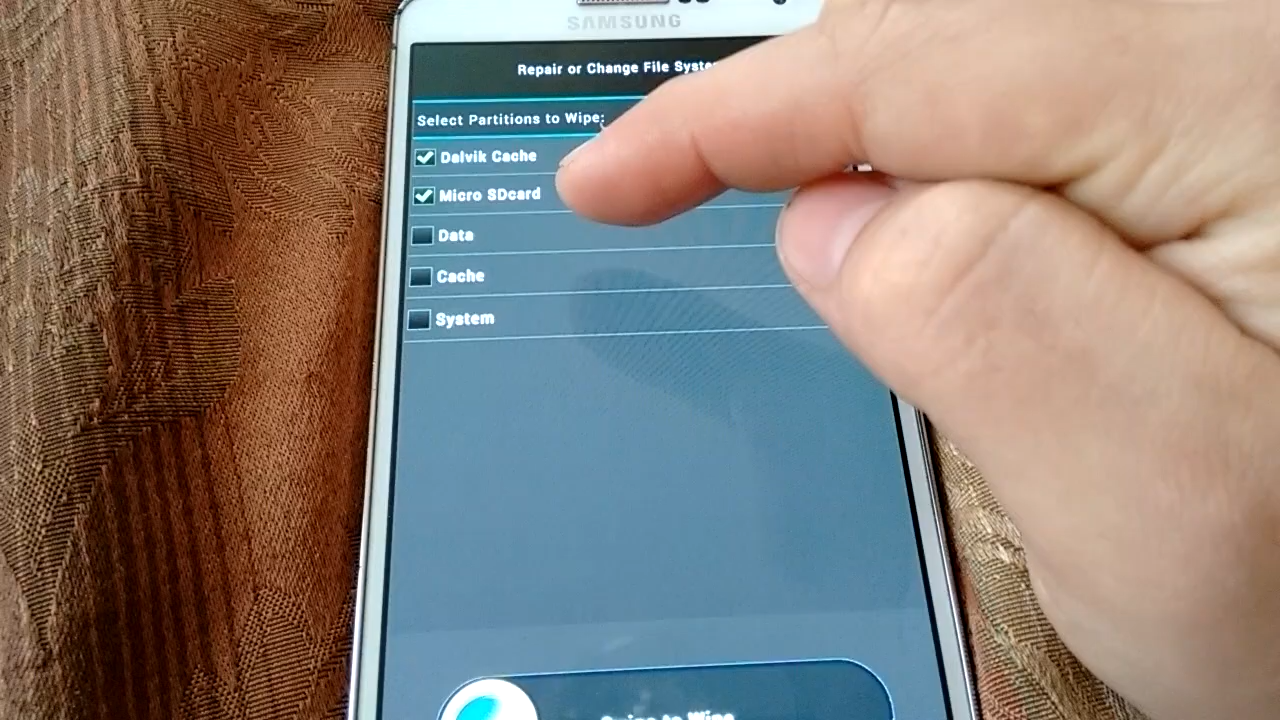 SAMSUNG
Repair or Change File System
Select Partitions to Wipe:
Dalvik Cache
Micro SDcard
Data
Cache
System
Swipe to Wipe